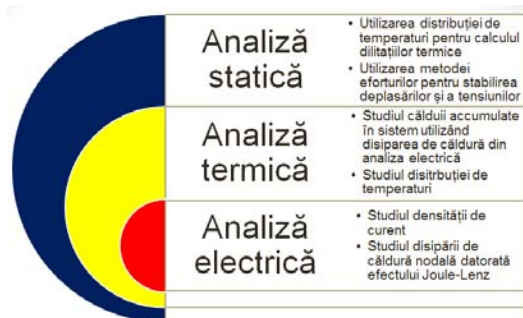 Analiză
statică
• Utilizarea distribuției de
temperaturi pentru calculul
dilitațiilor termice
• Utilizarea metodei
eforturilor pentru stabilirea
deplasărilor și a tensiunilor
Analiză
termică
• Studiul călduii accumulate
în sistem utilizând
disiparea de căldură din
analiza electrică
• Studiul disitrbuției de
temperaturi
Analiză
electrică
• Studiul densității de
curent
• Studiul disipării de
căldură nodală datorată
efectului Joule-Lenz